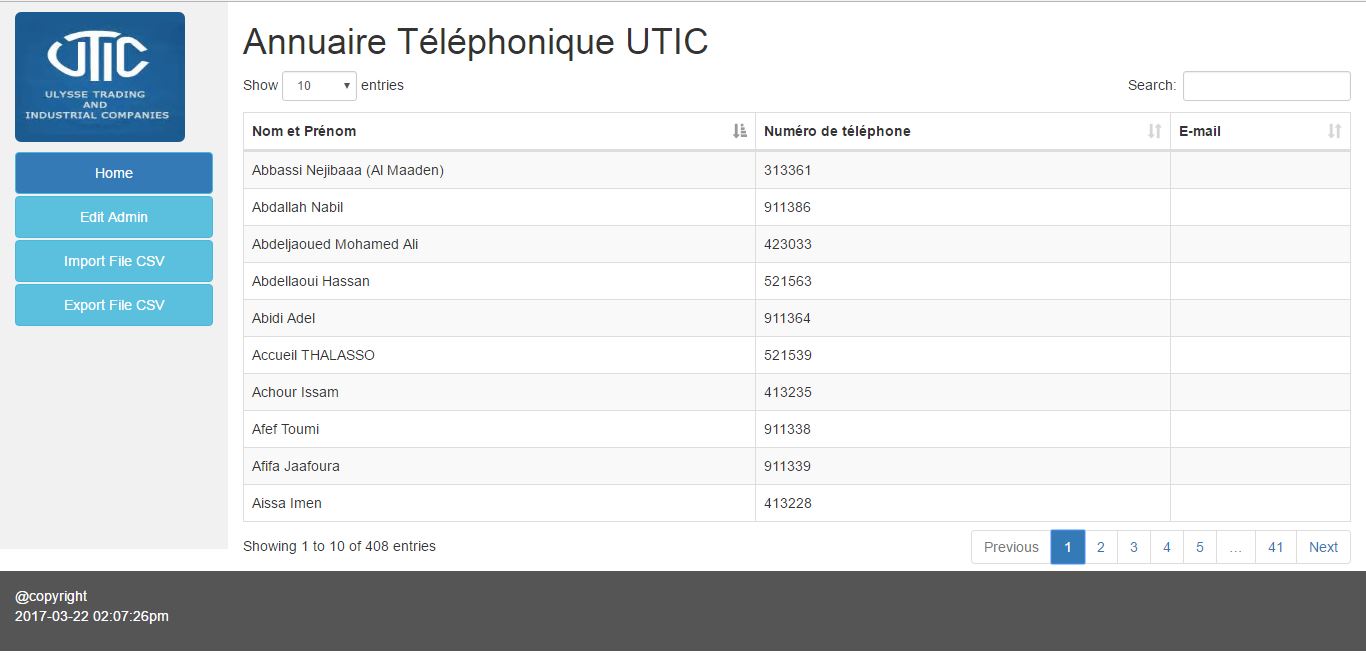 UTIC
ULYSSE TRADING
AND
INDUSTRIAL COMPANIES
Home
Edit Admin
Import File CSV
Export File CSV
Annuaire Téléphonique UTIC
Show 10 entries
Search:
Nom et Prénom Numéro de téléphone E-mail
Abbassi Nejibaaa (Al Maaden) 313361
Abdallah Nabil 911386
Abdeljaoued Mohamed Ali 423033
Abdellaoui Hassan 521563
Abidi Adel 911364
Accueil THALASSO 521539
Achour Issam 413235
Afef Toumi 911338
Afifa Jaafoura 911339
Aissa Imen 413228
Showing 1 to 10 of 408 entries
Previous 1 2 3 4 5 … 41 Next
@copyright
2017-03-22 02:07:26pm